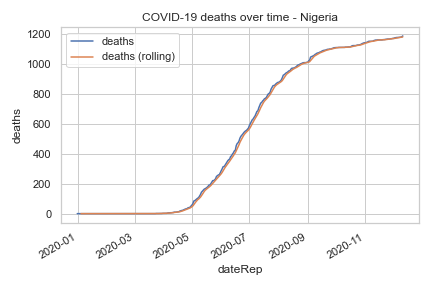 COVID-19 deaths over time - Nigeria
deaths
deaths (rolling)
1200
1000
800
600
400
200
0
deaths
2020-01
2020-03
2020-05
2020-07
2020-09
2020-11
dateRep